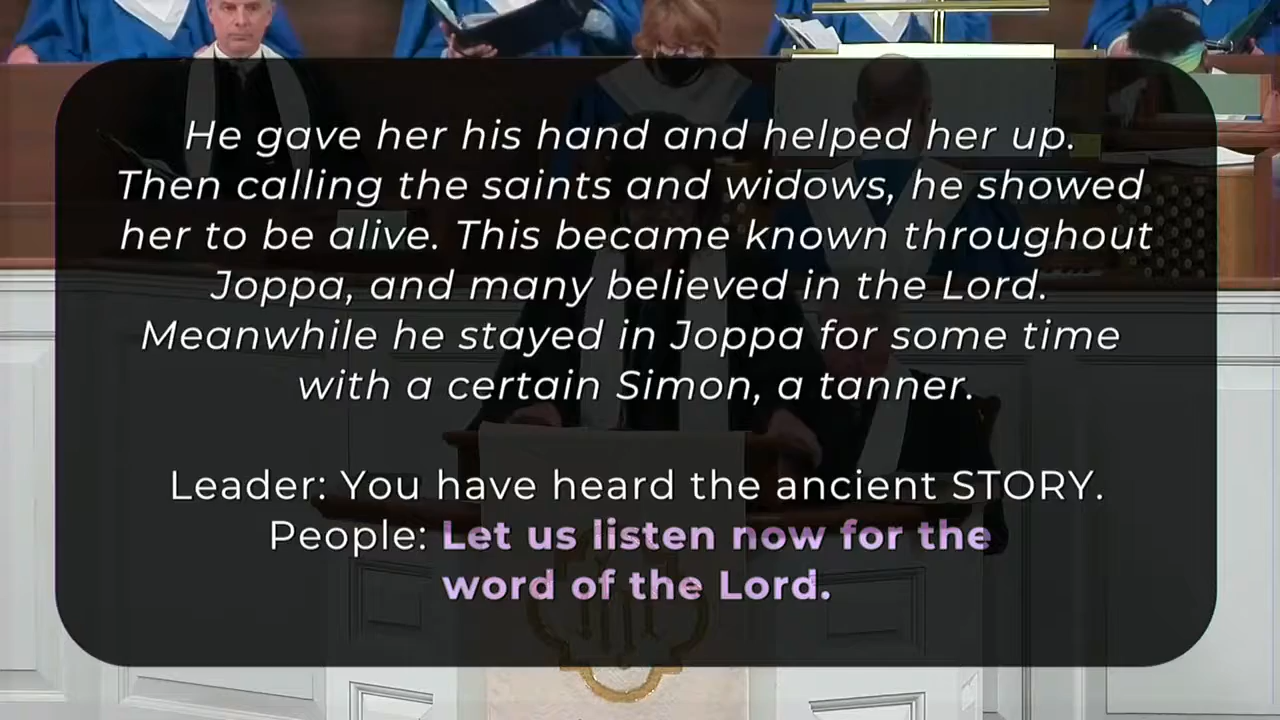 He gave her his hand and helped her up.
Then calling the saints and widows, he showed
her to be alive. This became known throughout
Joppa, and many believed in the Lord.
Meanwhile he stayed in Joppa for some time
with a certain Simon, a tanner.
Leader: You have heard the ancient STORY.
People: Let us listen now for the
word of the Lord.